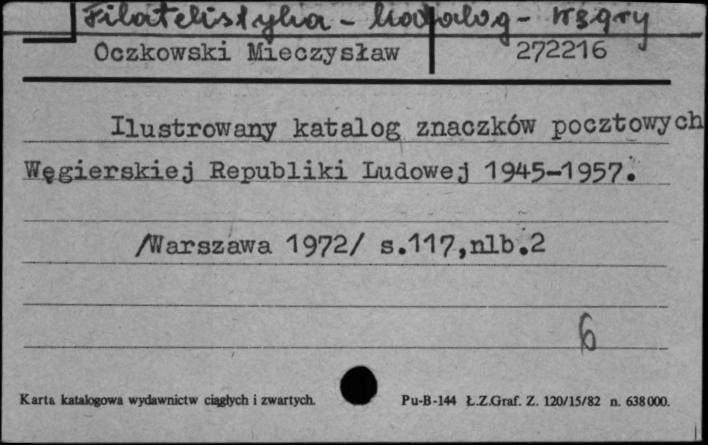 Filatelistyka - katalog - Węgry
Oczkowski Mieczysław 272216
Ilustrowany katalog znaczków pocztowych
Węgierskiej Republiki Ludowej 1945-1957.
/Warszawa 1972/ s.117,nlb.2
6
Karta katalogowa wydawnictw ciągłych i zwartych. Pu-B-144 Ł.Z.Graf. Z. 120/15/82 n. 638000.